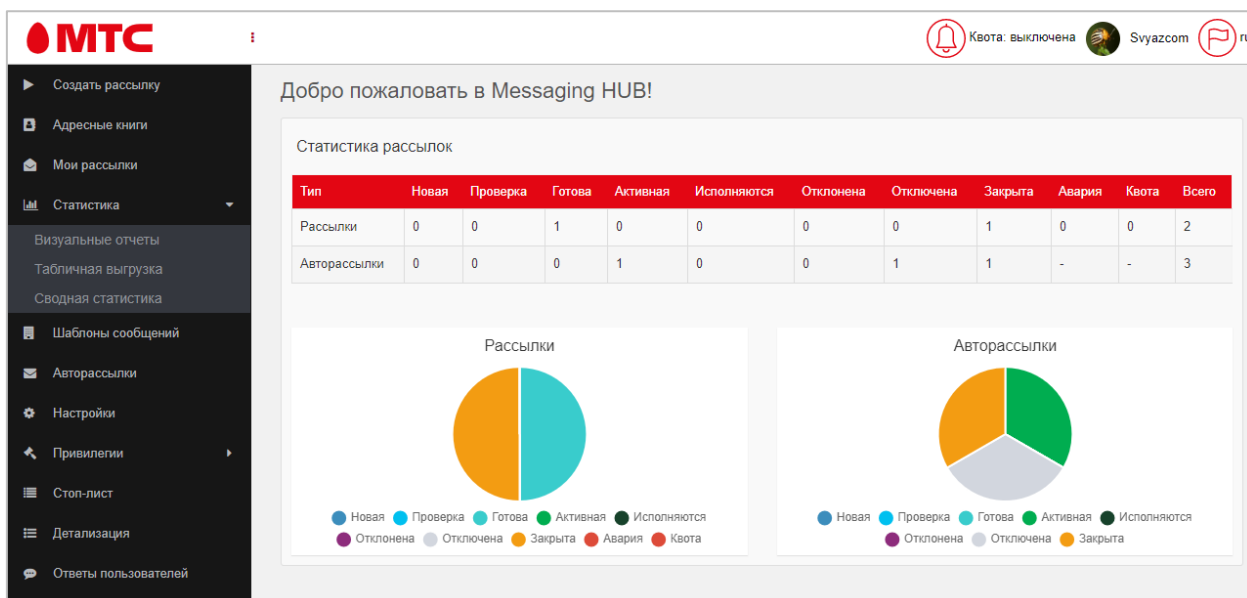 МТС
Квота: выключена
Svyazcom
ru
Создать рассылку
Адресные книги
Мои рассылки
Статистика
Визуальные отчеты
Табличная выгрузка
Сводная статистика
Шаблоны сообщений
Авторассылки
Настройки
Привилегии
Стоп-лист
Детализация
Ответы пользователей
Добро пожаловать в Messaging HUB!
Статистика рассылок
Тип Новая Проверка Готова Активная Исполняются Отклонена Отключена Закрыта Авария Квота Всего
Рассылки 0 0 1 0 0 0 0 1 0 0 2
Авторассылки 0 0 0 1 0 0 1 1 - - 3
Рассылки
Новая Проверка Готова Активная Исполняются
Отклонена Отключена Закрыта Авария Квота
Авторассылки
Новая Проверка Готова Активная Исполняются
Отклонена Отключена Закрыта